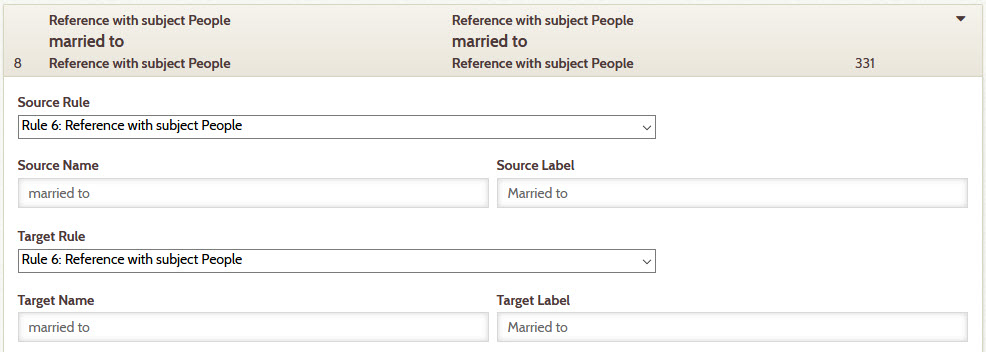 Reference with subject People Reference with subject People
married to married to
8 Reference with subject People Reference with subject People 331
Source Rule
Rule 6: Reference with subject People
Source Name Source Label
married to Married to
Target Rule
Rule 6: Reference with subject People
Target Name Target Label
married to Married to